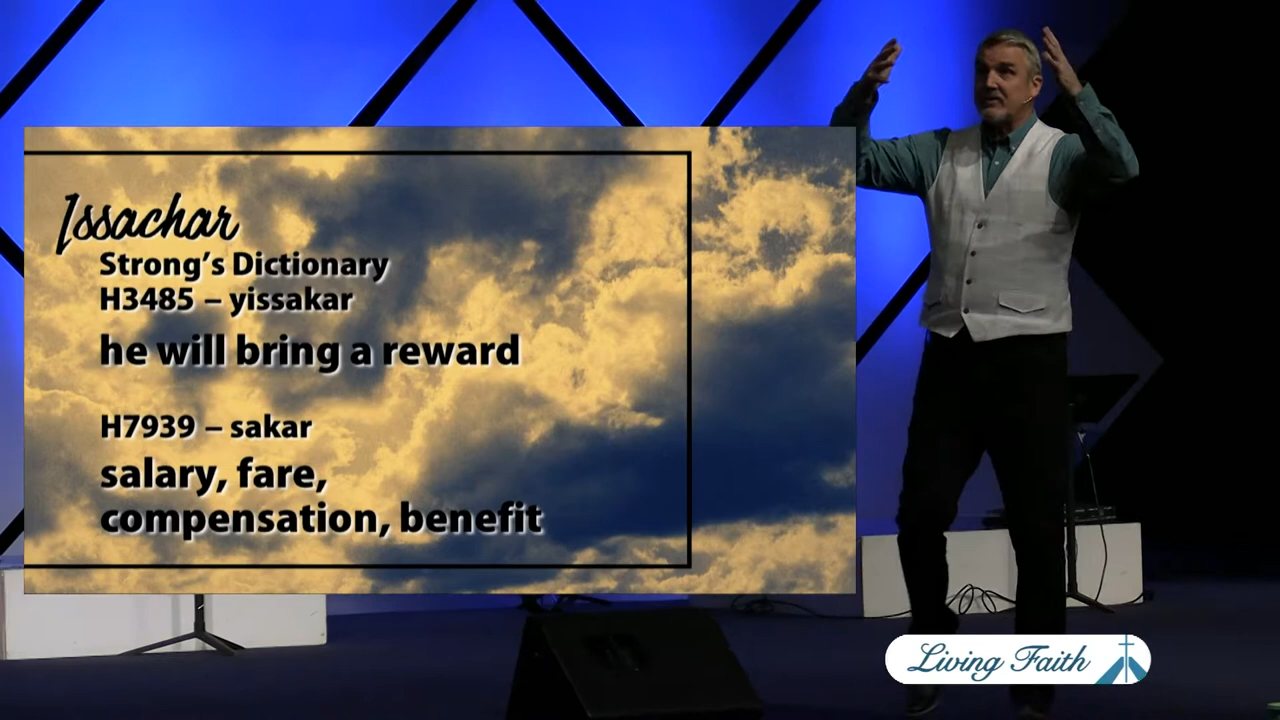 Issachar
Strong's Dictionary
H3485 – yissakar
he will bring a reward
H7939 – sakar
salary, fare,
compensation, benefit
Living Faith